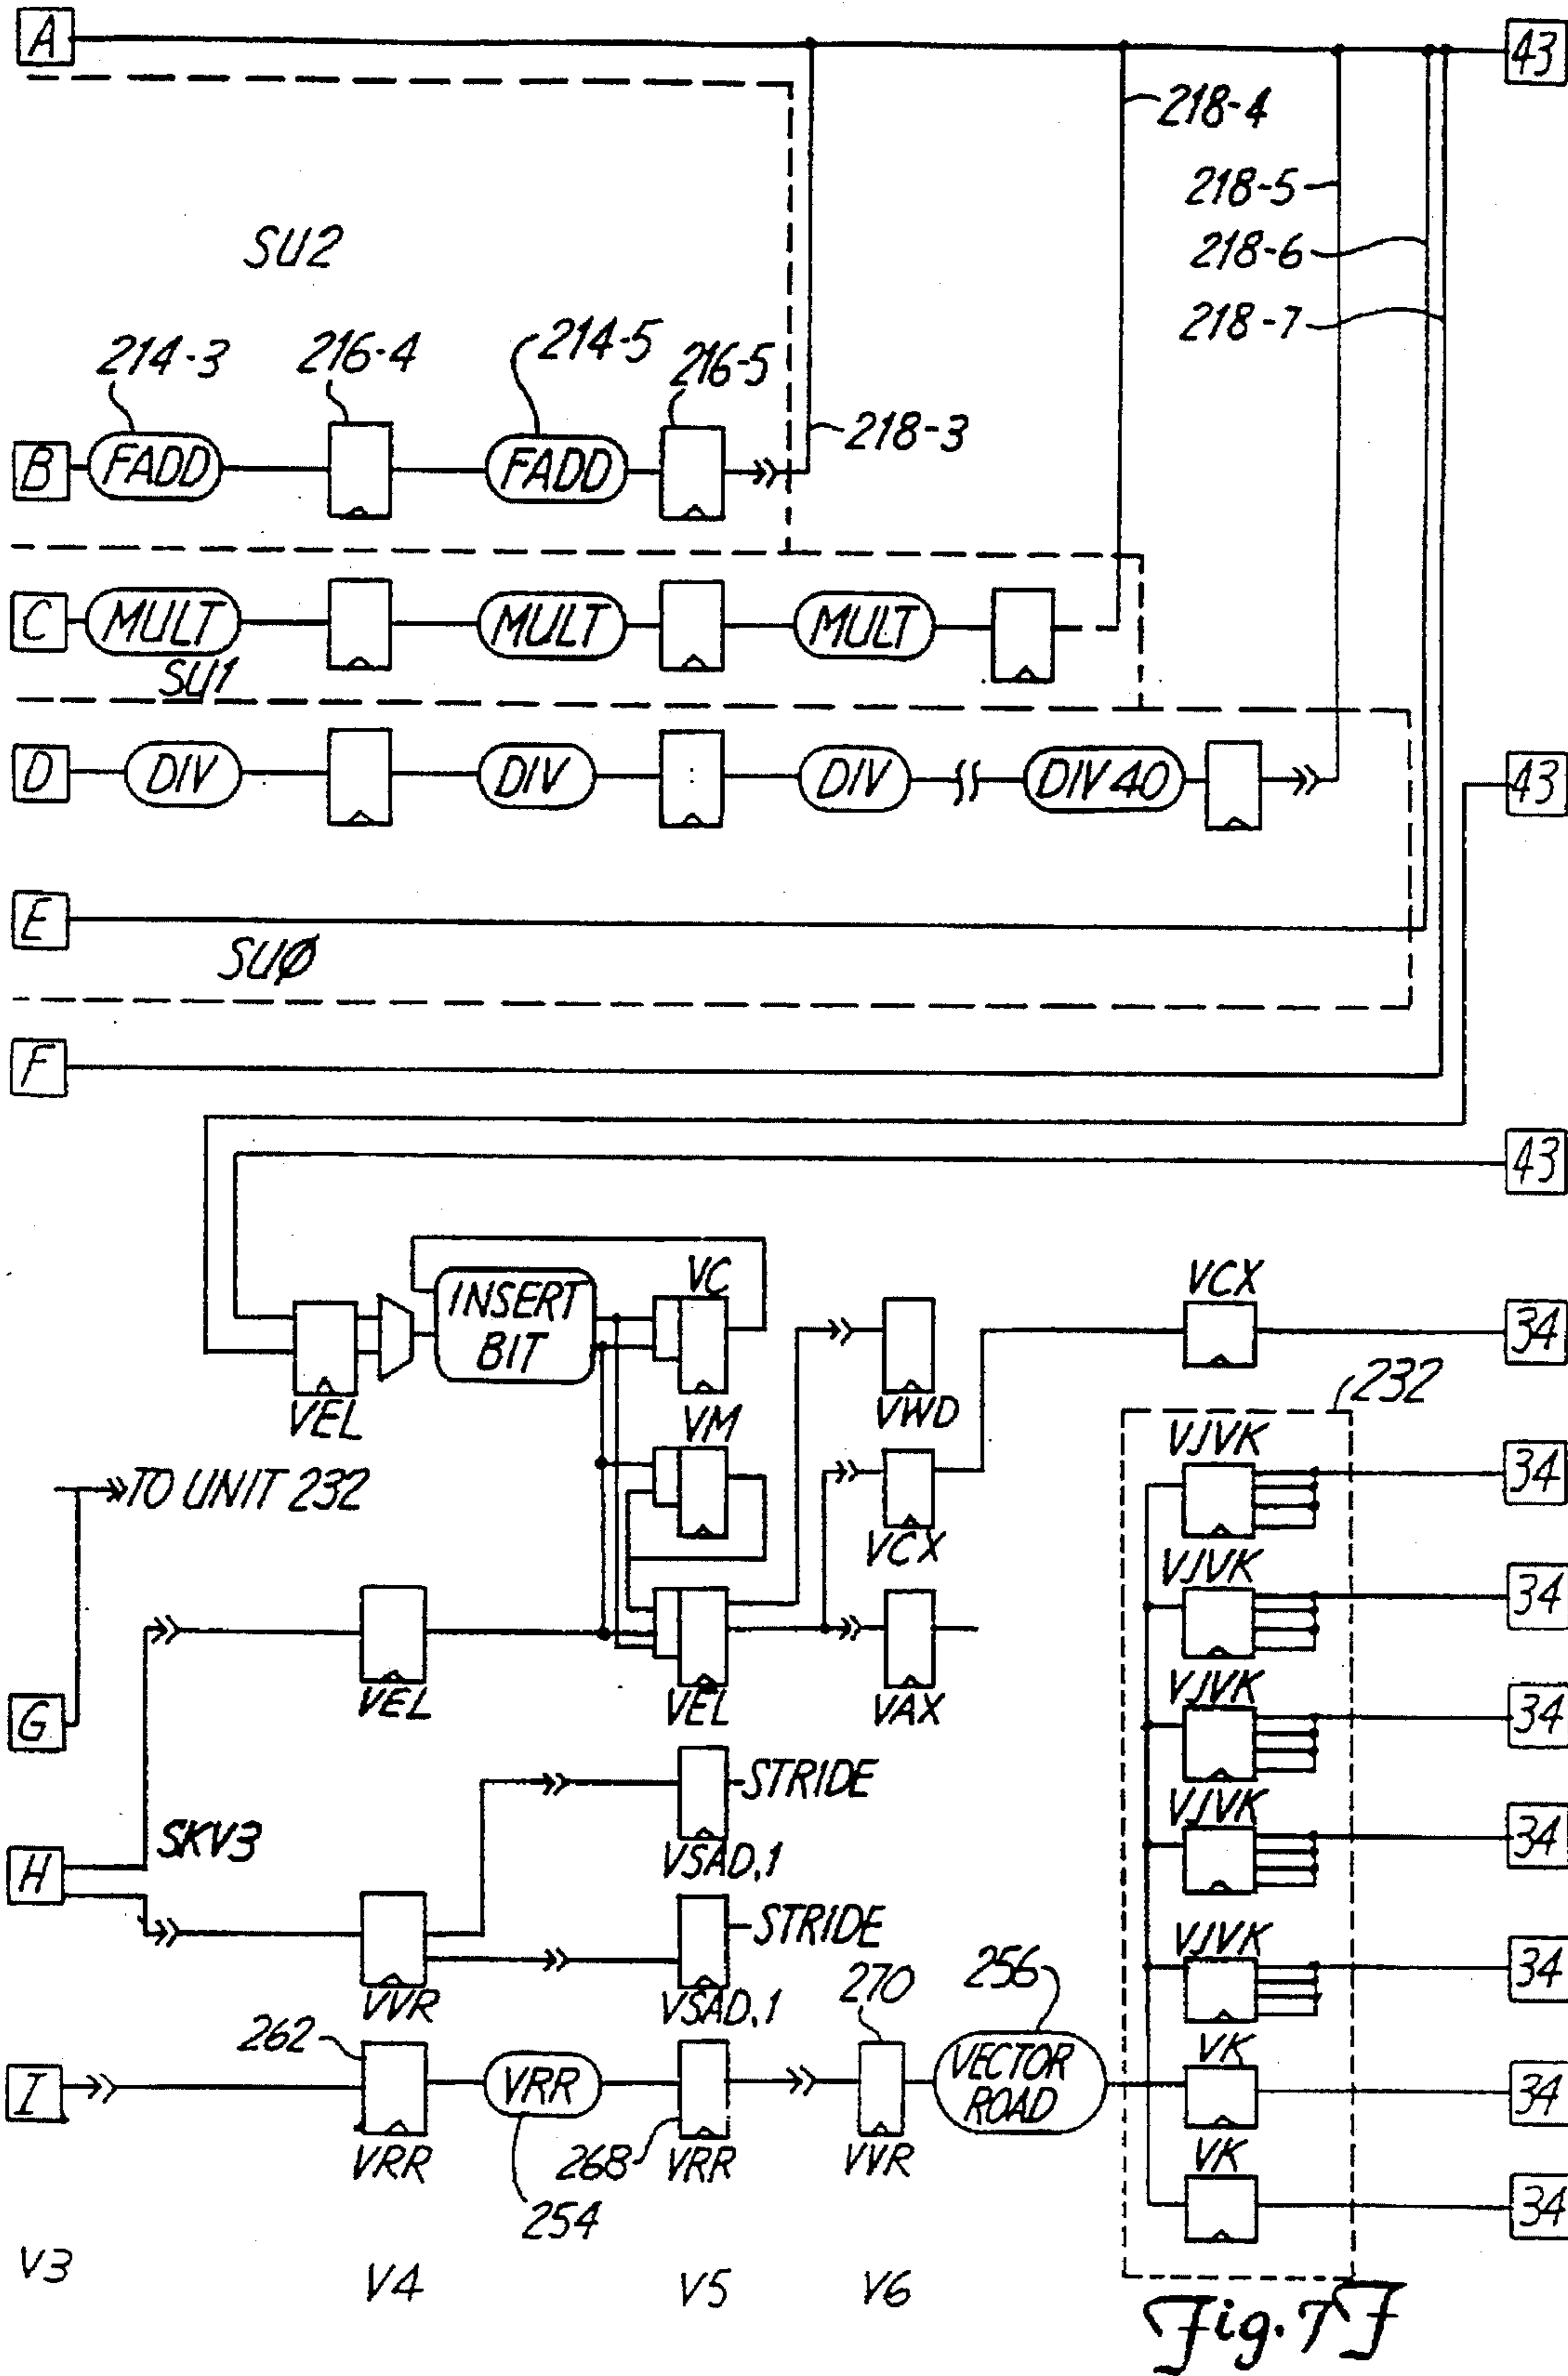 A 43
218-4
218-5
SU2
218-6
218-7
214-3 216-4 214-5 216-5
218-3
B FADD FADD
C MULT MULT MULT
SU1
D DIV DIV DIV DIV 40 43
E
SUØ
F
43
VC VCX
INSERT
BIT
34
232
VEL VM VWD
VJVK 34
TO UNIT 232
VCX
VJVK 34
VEL VEL VAX
VJVK 34
G
STRIDE
VJVK 34
SKV3
H VSAD,1
STRIDE
VJVK 34
270 256
VVR VSAD,1
262
VK
I VRR VECTOR
ROAD 34
VRR 268 VRR VVR VK
254 34
V3 V4 V5 V6
Fig. 7J